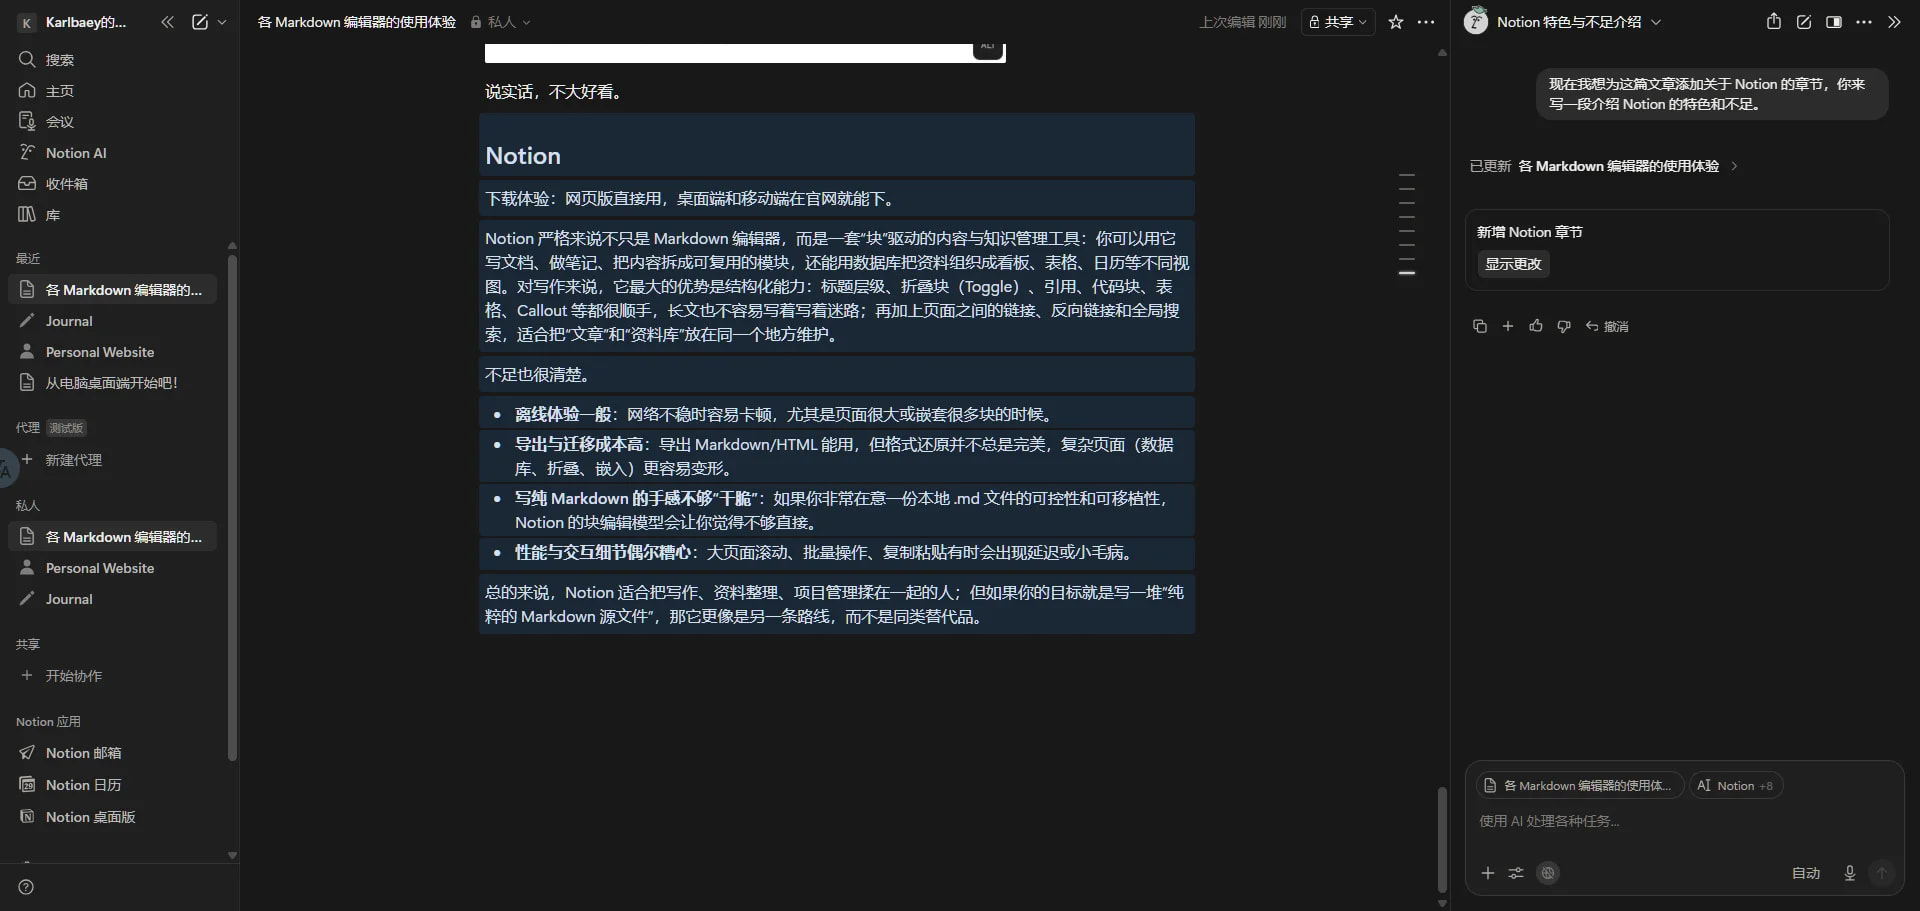 K
Karlbaey的...
搜索
主页
会议
Notion AI
收件箱
库
最近
各 Markdown 编辑器的...
Journal
Personal Website
从电脑桌面端开始吧！
代理 测试版
A
新建代理
私人
各 Markdown 编辑器的...
Personal Website
Journal
共享
开始协作
Notion 应用
Notion 邮箱
Notion 日历
Notion 桌面版
各 Markdown 编辑器的使用体验 私人
上次编辑 刚刚
共享
ALT
说实话，不大好看。
Notion
下载体验：网页版直接用，桌面端和移动端在官网就能下。
Notion 严格来说不只是 Markdown 编辑器，而是一套“块”驱动的内容与知识管理工具：你可以用它
写文档、做笔记、把内容拆成可复用的模块，还能用数据库把资料组织成看板、表格、日历等不同视
图。对写作来说，它最大的优势是结构化能力：标题层级、折叠块（Toggle）、引用、代码块、表
格、Callout 等都很顺手，长文也不容易写着写着迷路；再加上页面之间的链接、反向链接和全局搜
索，适合把“文章”和“资料库”放在同一个地方维护。
不足也很清楚。
• 离线体验一般：网络不稳时容易卡顿，尤其是页面很大或嵌套很多块的时候。
• 导出与迁移成本高：导出 Markdown/HTML 能用，但格式还原并不总是完美，复杂页面（数据
库、折叠、嵌入）更容易变形。
• 写纯 Markdown 的手感不够“干脆”：如果你非常在意一份本地 .md 文件的可控性和可移植性，
Notion 的块编辑模型会让你觉得不够直接。
• 性能与交互细节偶尔糟心：大页面滚动、批量操作、复制粘贴有时会出现延迟或小毛病。
总的来说，Notion 适合把写作、资料整理、项目管理揉在一起的人；但如果你的目标就是写一堆“纯
粹的 Markdown 源文件”，那它更像是另一条路线，而不是同类替代品。
Notion 特色与不足介绍
现在我想为这篇文章添加关于 Notion 的章节，你来
写一段介绍 Notion 的特色和不足。
已更新 各 Markdown 编辑器的使用体验
新增 Notion 章节
显示更改
撤消
各 Markdown 编辑器的使用体...
AI Notion +8
使用 AI 处理各种任务...
自动